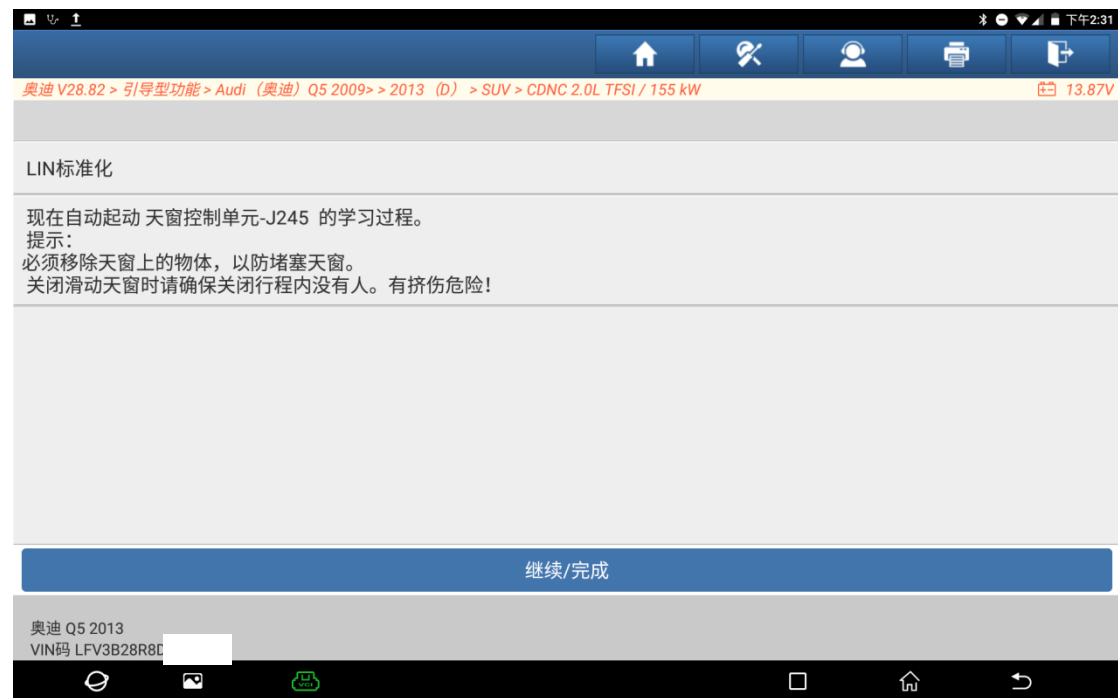 下午2:31
奥迪 V28.82 > 引导型功能 > Audi（奥迪）Q5 2009> > 2013（D） > SUV > CDNC 2.0L TFSI / 155 kW
13.87V
LIN标准化
现在自动起动 天窗控制单元-J245 的学习过程。
提示：
必须移除天窗上的物体，以防堵塞天窗。
关闭滑动天窗时请确保关闭行程内没有人。有挤伤危险！
继续/完成
奥迪 Q5 2013
VIN码 LFV3B28R8D
VCI